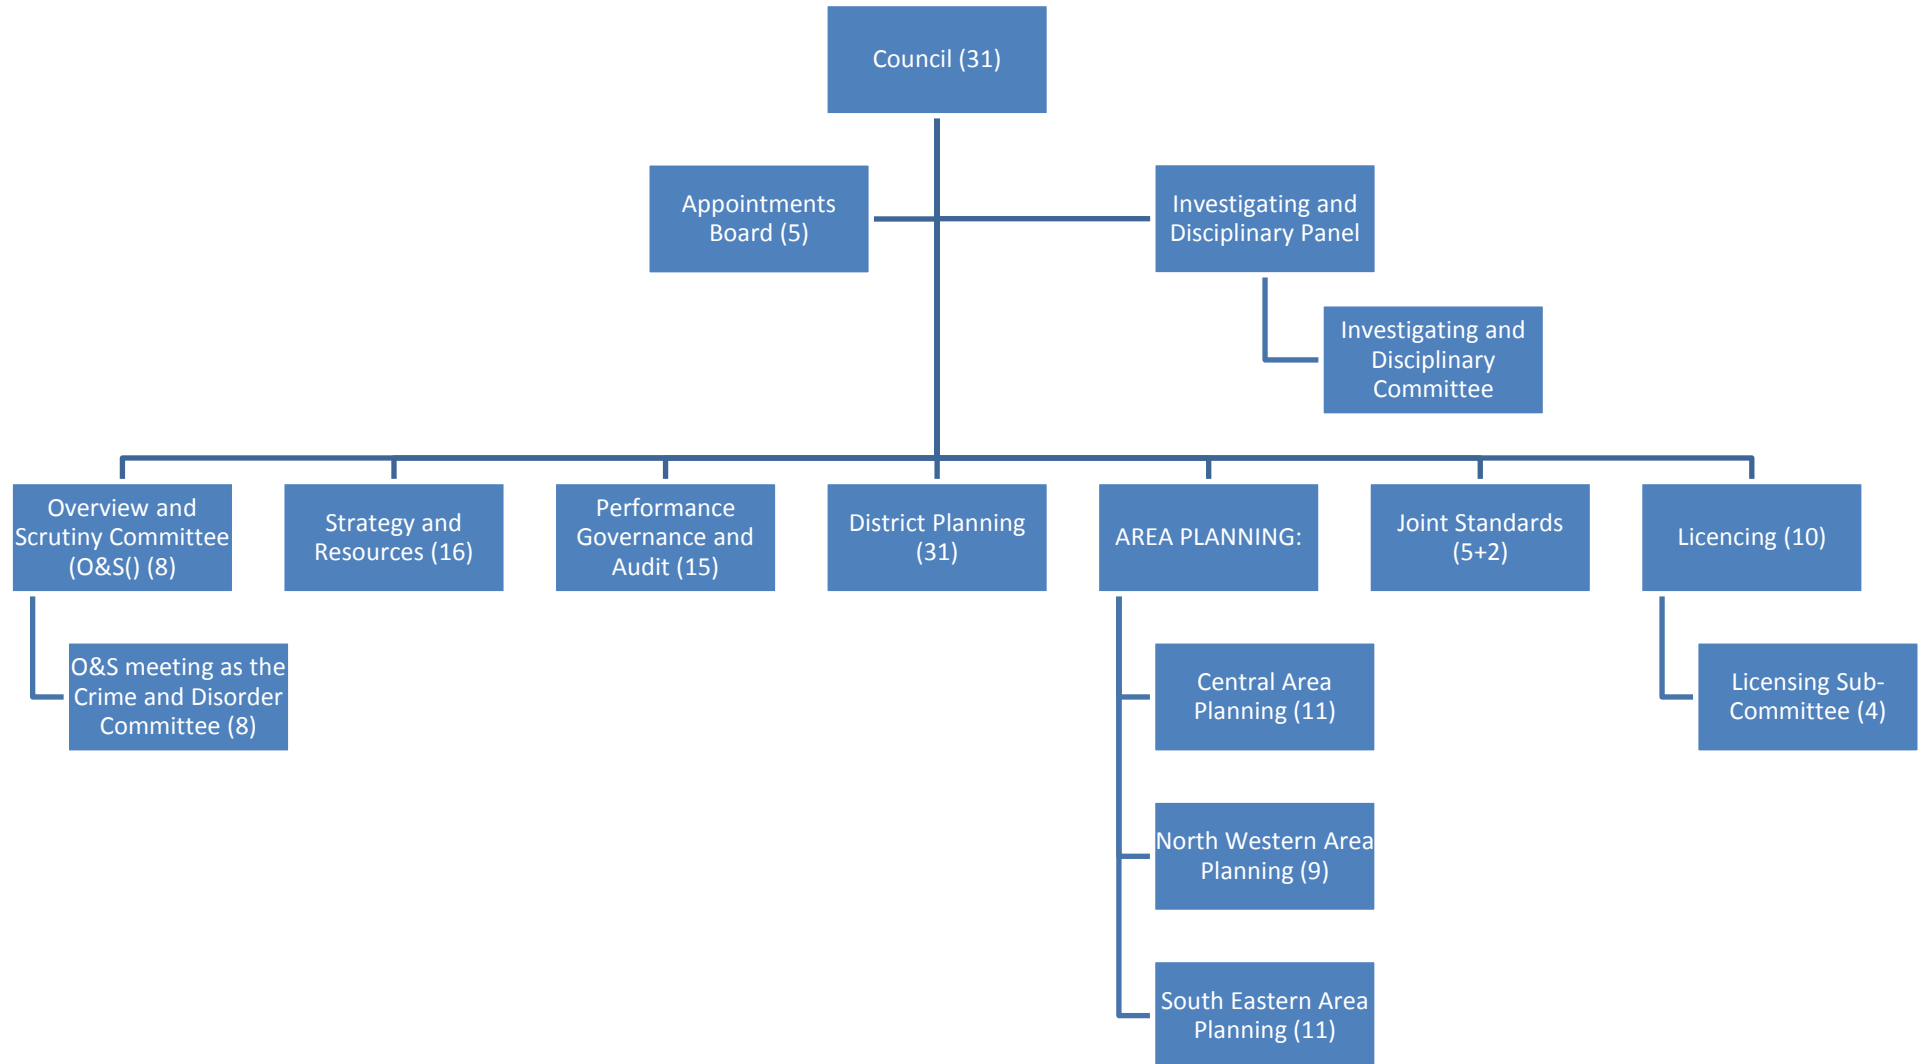 Council (31)
Appointments
Board (5)
Investigating and
Disciplinary Panel
Investigating and
Disciplinary
Committee
Overview and
Scrutiny Committee
(O&S() (8)
Strategy and
Resources (16)
Performance
Governance and
Audit (15)
District Planning
(31)
AREA PLANNING:
Joint Standards
(5+2)
Licencing (10)
O&S meeting as the
Crime and Disorder
Committee (8)
Central Area
Planning (11)
Licensing Sub-
Committee (4)
North Western Area
Planning (9)
South Eastern Area
Planning (11)